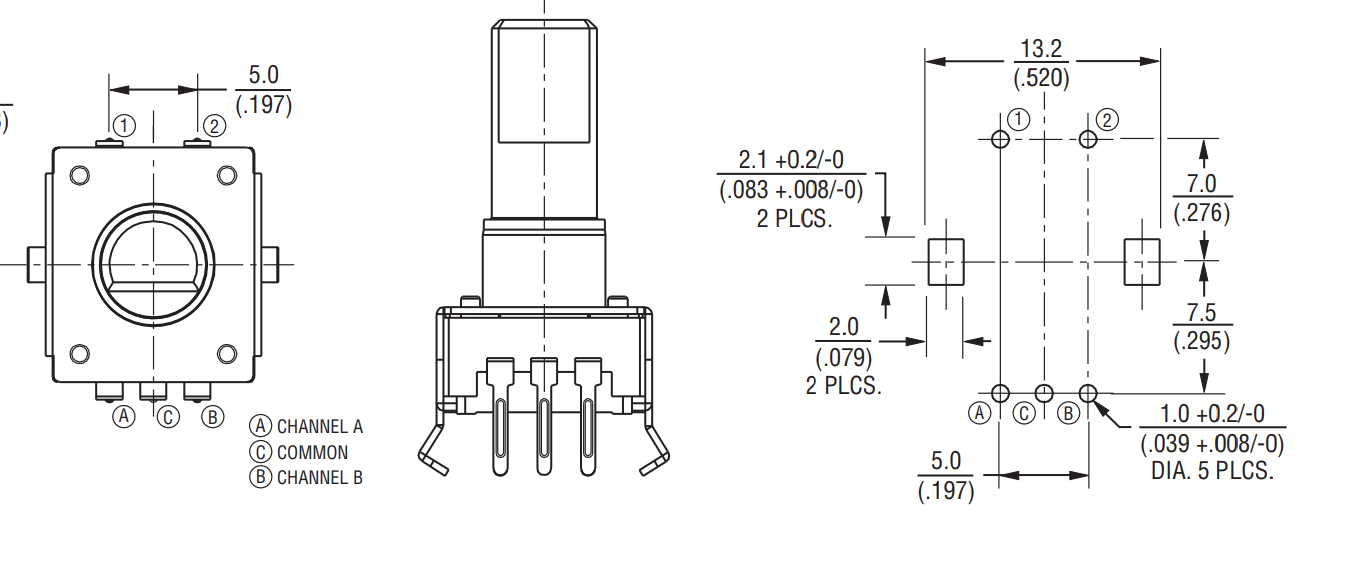 5.0
(.197)
1
2
A
C
B
A CHANNEL A
C COMMON
B CHANNEL B
13.2
(.520)
1
2
2.1 +0.2/-0
(.083 +.008/-0)
2 PLCS.
7.0
(.276)
2.0
(.079)
2 PLCS.
7.5
(.295)
A
C
B
1.0 +0.2/-0
(.039 +.008/-0)
DIA. 5 PLCS.
5.0
(.197)